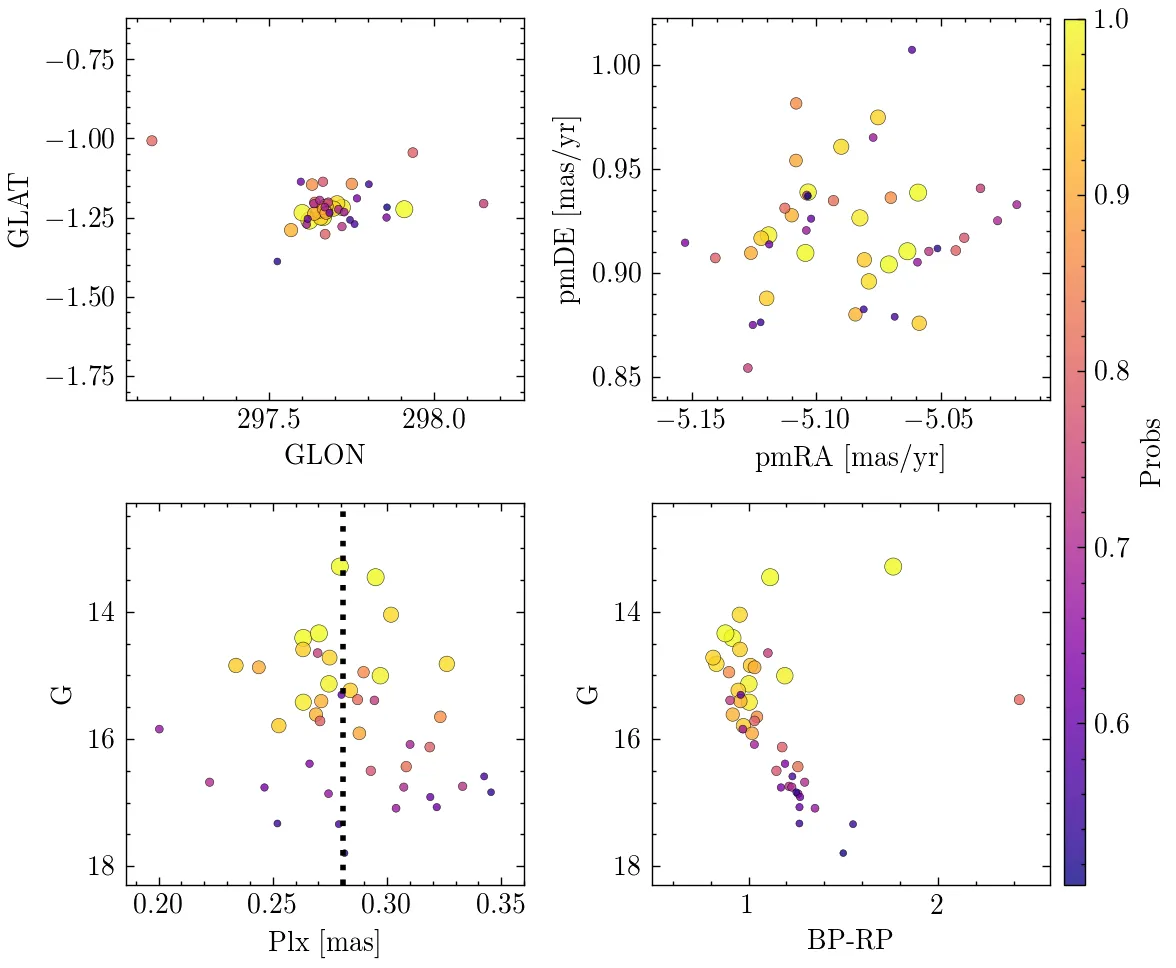 −0.75
−1.00
−1.25
−1.50
−1.75
GLAT
297.5 298.0
GLON
1.00
0.95
0.90
0.85
pmDE [mas/yr]
−5.15 −5.10 −5.05
pmRA [mas/yr]
14
16
18
G
0.20 0.25 0.30 0.35
Plx [mas]
14
16
18
G
1 2
BP-RP
1.0
0.9
0.8
0.7
0.6
Probs